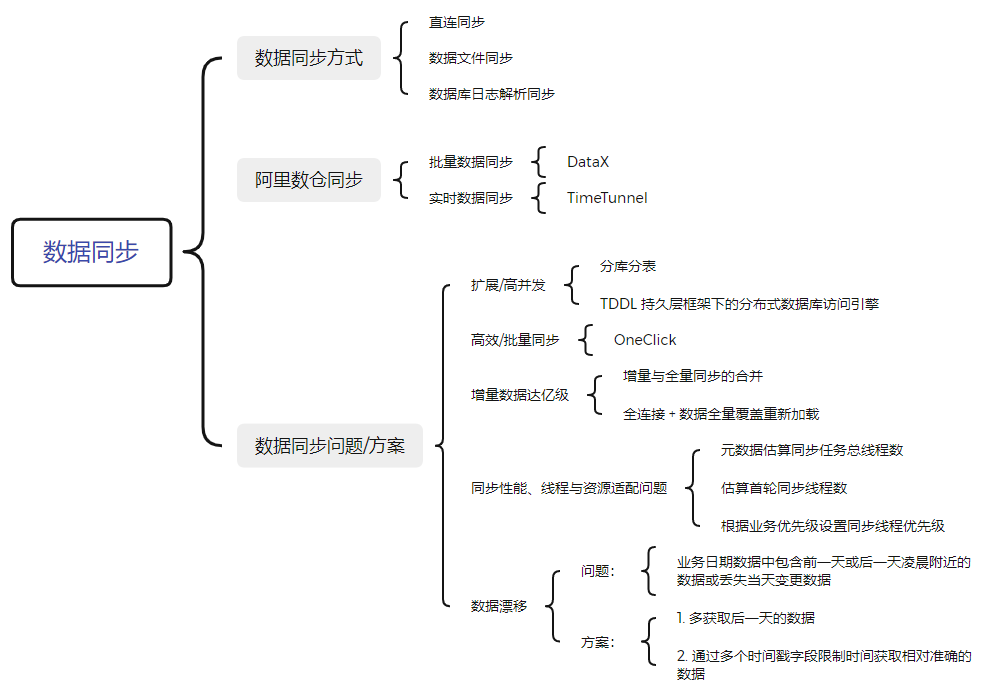 数据同步
数据同步方式
直连同步
数据文件同步
数据库日志解析同步
阿里数仓同步
批量数据同步
DataX
实时数据同步
TimeTunnel
数据同步问题/方案
扩展/高并发
分库分表
TDDL 持久层框架下的分布式数据库访问引擎
高效/批量同步
OneClick
增量数据达亿级
增量与全量同步的合并
全连接 + 数据全量覆盖重新加载
同步性能、线程与资源适配问题
元数据估算同步任务总线程数
估算首轮同步线程数
根据业务优先级设置同步线程优先级
数据漂移
问题：
业务日期数据中包含前一天或后一天凌晨附近的
数据或丢失当天变更数据
方案：
1. 多获取后一天的数据
2. 通过多个时间戳字段限制时间获取相对准确的
数据